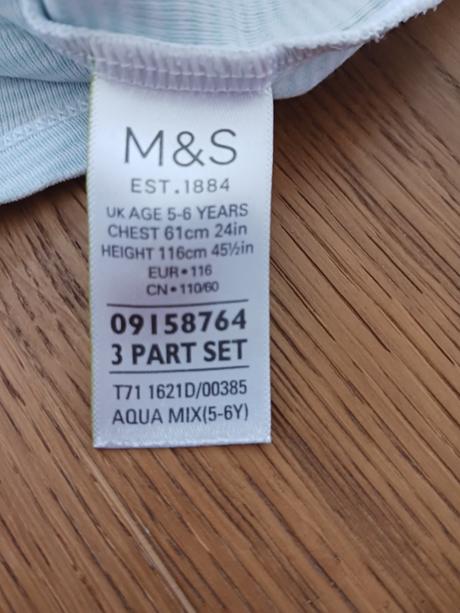 M&S
EST.1884
UK AGE 5-6 YEARS
CHEST 61cm 24in
HEIGHT 116cm 45½in
EUR•116
CN•110/60
09158764
3 PART SET
T71 1621D/00385
AQUA MIX(5-6Y)